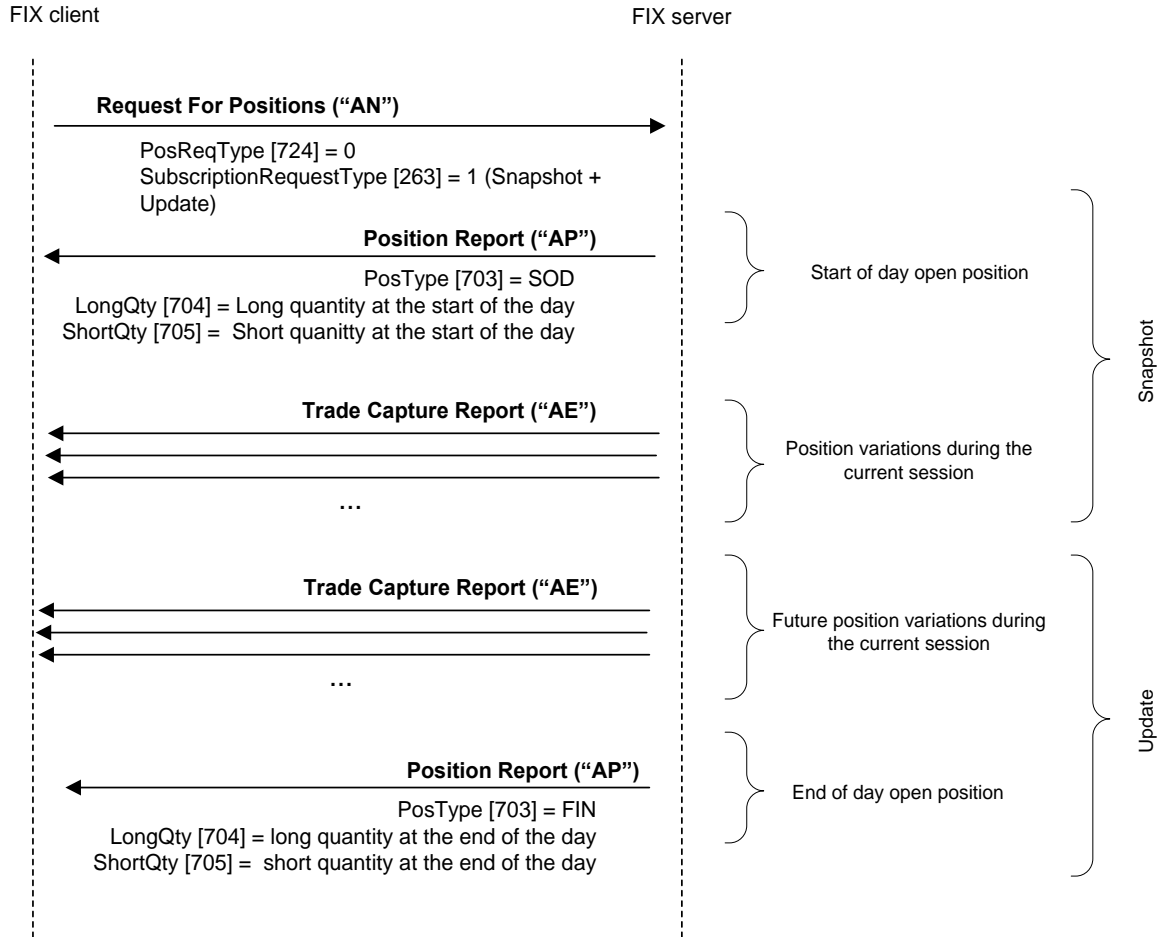 FIX client
FIX server
Request For Positions (“AN”)
PosReqType [724] = 0
SubscriptionRequestType [263] = 1 (Snapshot +
Update)
Position Report (“AP”)
PosType [703] = SOD
LongQty [704] = Long quantity at the start of the day
ShortQty [705] = Short quanitty at the start of the day
Start of day open position
Snapshot
Trade Capture Report (“AE”)
...
Position variations during the
current session
Trade Capture Report (“AE”)
...
Future position variations during
the current session
Update
Position Report (“AP”)
PosType [703] = FIN
LongQty [704] = long quantity at the end of the day
ShortQty [705] = short quantity at the end of the day
End of day open position